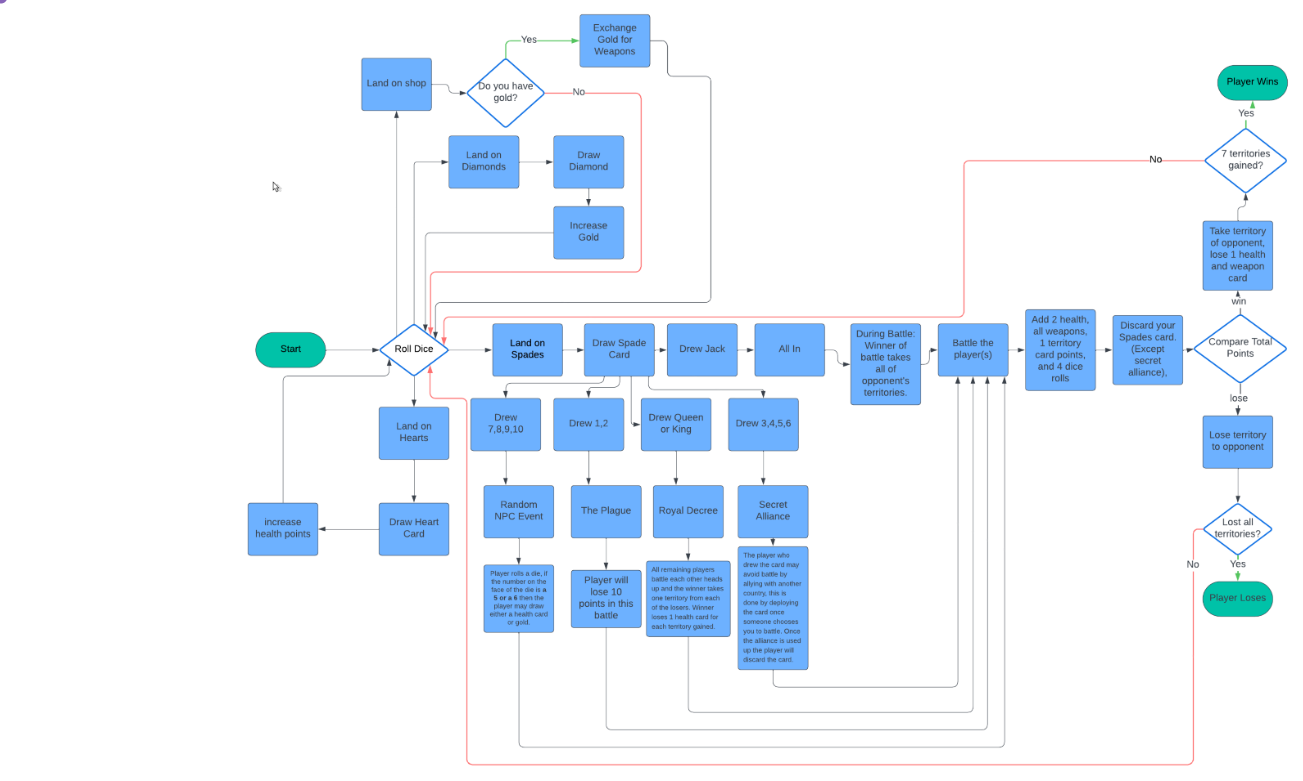 Exchange
Gold for
Weapons
Yes
Land on shop
Do you have
gold?
No
Player Wins
Yes
7 territories
gained?
No
Land on
Diamonds
Draw
Diamond
Increase
Gold
Take territory
of opponent,
lose 1 health
and weapon
card
win
Start
Roll Dice
Land on
Spades
Draw Spade
Card
Drew Jack
All In
During Battle:
Winner of
battle takes
all of
opponent's
territories.
Battle the
player(s)
Add 2 health,
all weapons,
1 territory
card points,
and 4 dice
rolls
Discard your
Spades card.
(Except
secret
alliance),
Compare Total
Points
lose
Land on
Hearts
Drew
7,8,9,10
Drew 1,2
Drew Queen
or King
Drew 3,4,5,6
Lose territory
to opponent
increase
health points
Draw Heart
Card
Random
NPC Event
The Plague
Royal Decree
Secret
Alliance
Lost all
territories?
No
Yes
Player Loses
Player rolls a die, if
the number on the
face of the die is a
5 or a 6 then the
player may draw
either a health card
or gold.
Player will
lose 10
points in this
battle
All remaining players
battle each other heads
up and the winner takes
one territory from each
of the losers. Winner
loses 1 health card for
each territory gained.
The player who
drew the card may
avoid battle by
allying with another
country, this is
done by deploying
the card once
someone chooses
you to battle. Once
the alliance is used
up the player will
discard the card.